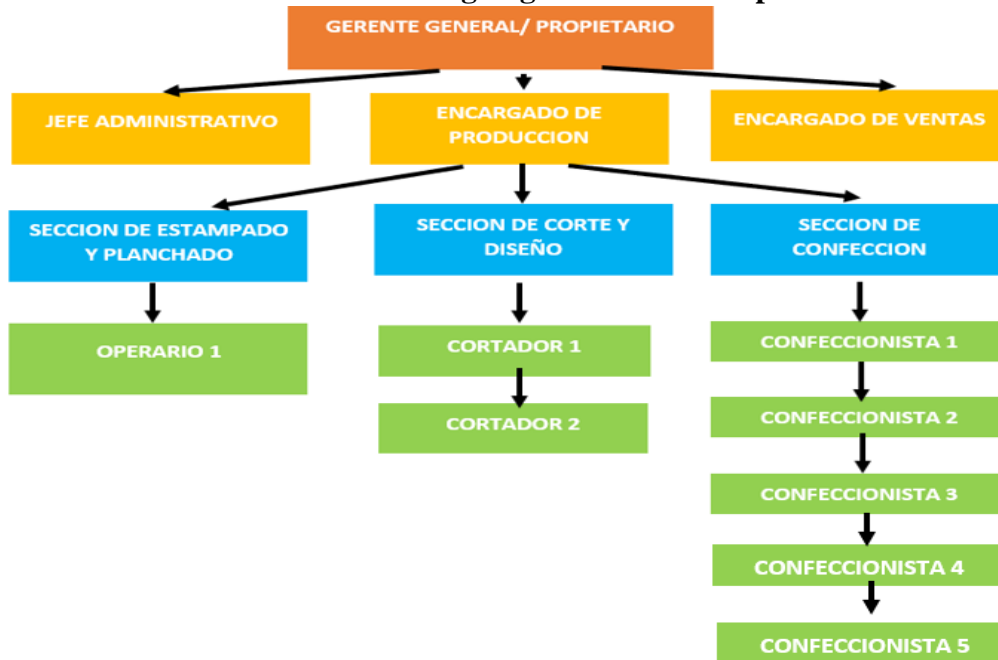 GERENTE GENERAL/ PROPIETARIO
JEFE ADMINISTRATIVO
ENCARGADO DE
PRODUCCION
ENCARGADO DE VENTAS
SECCION DE ESTAMPADO
Y PLANCHADO
SECCION DE CORTE Y
DISEÑO
SECCION DE
CONFECCION
OPERARIO 1
CORTADOR 1
CORTADOR 2
CONFECCIONISTA 1
CONFECCIONISTA 2
CONFECCIONISTA 3
CONFECCIONISTA 4
CONFECCIONISTA 5